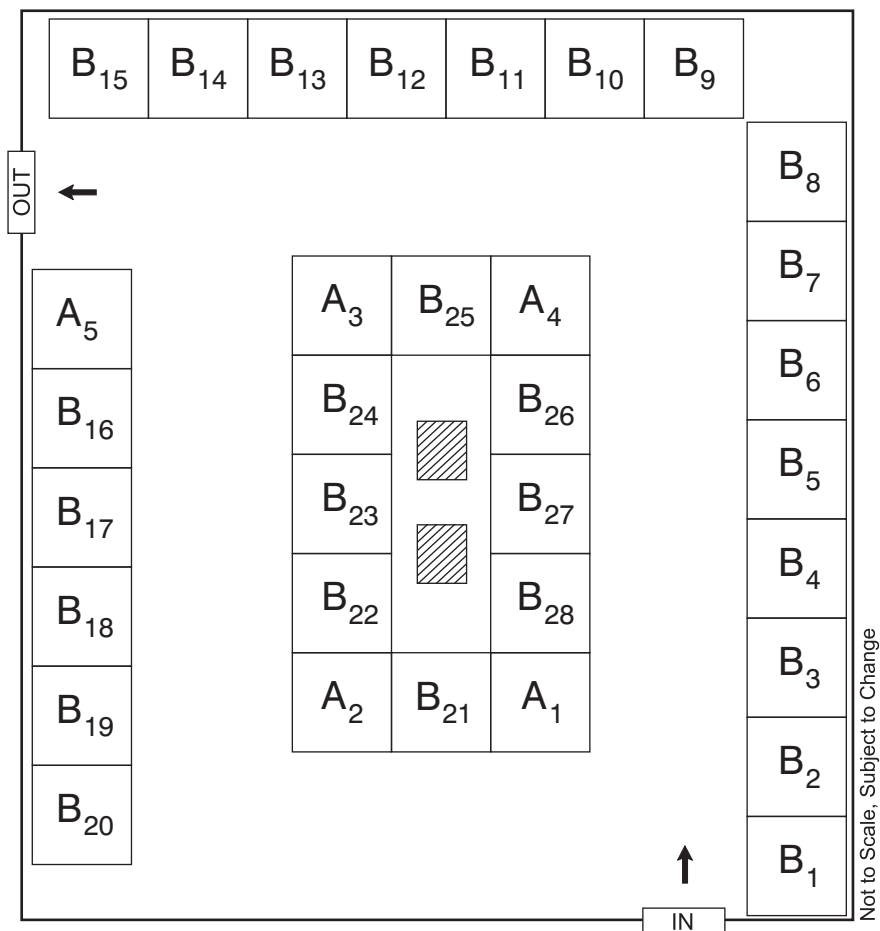 B15 B14 B13 B12 B11 B10 B9
B8
OUT
B7
A5
A3 B25 A4
B6
B16
B24 B26
B5
B17
B23 B27
B4
B18
B22 B28
B3
B19
A2 B21 A1
B2
B20
B1
IN
Not to Scale, Subject to Change